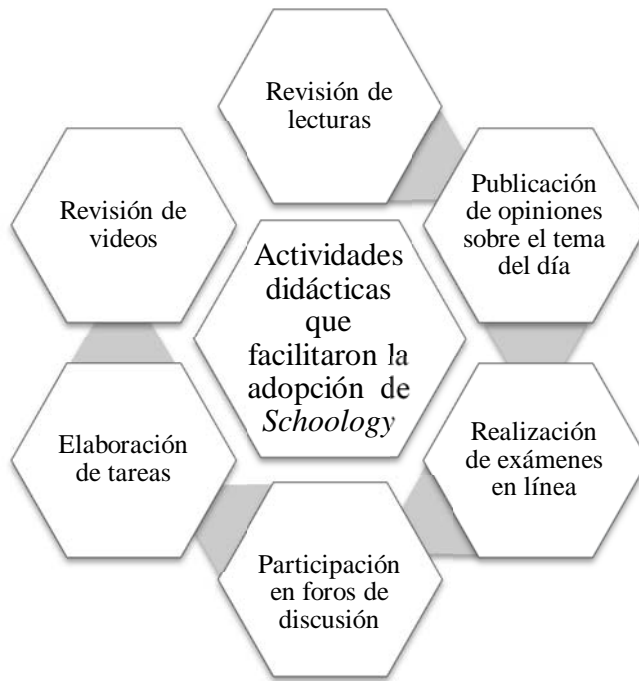 Revisión de
lecturas
Publicación
de opiniones
sobre el tema
del día
Realización
de exámenes
en línea
Participación
en foros de
discusión
Elaboración
de tareas
Revisión de
videos
Actividades
didácticas
que
facilitaron la
adopción de
Schoology